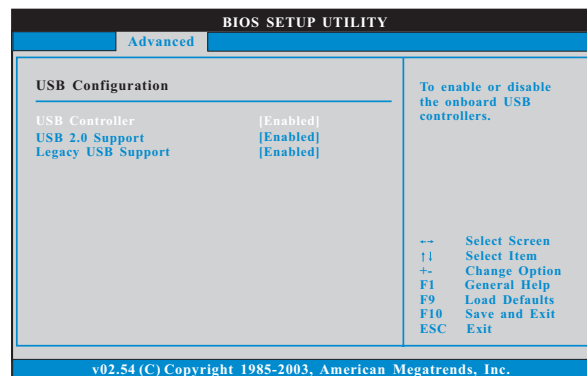 BIOS SETUP UTILITY
Advanced
USB Configuration
USB Controller [Enabled]
USB 2.0 Support [Enabled]
Legacy USB Support [Enabled]
To enable or disable
the onboard USB
controllers.
←→ Select Screen
↑↓ Select Item
+- Change Option
F1 General Help
F9 Load Defaults
F10 Save and Exit
ESC Exit
v02.54 (C) Copyright 1985-2003, American Megatrends, Inc.